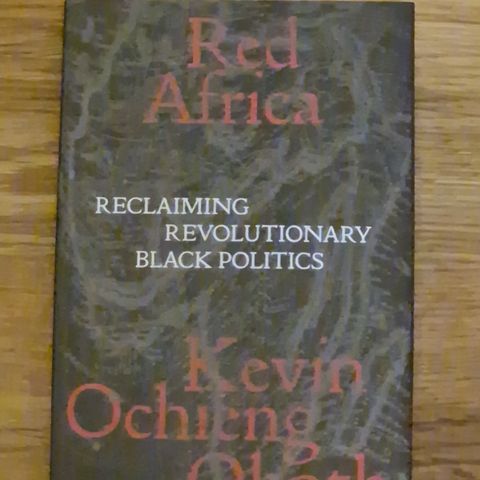 Red
Africa
RECLAIMING
REVOLUTIONARY
BLACK POLITICS
Kevin
Ochieng